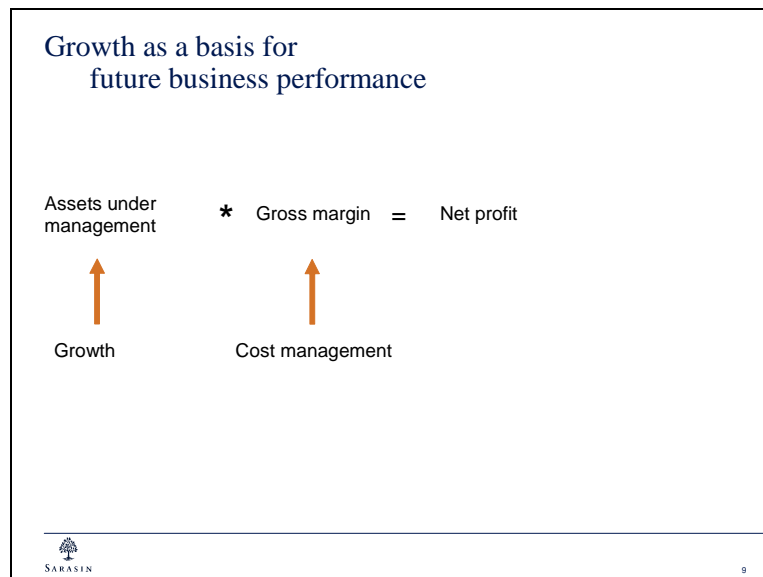 Growth as a basis for
future business performance
Assets under
management
* Gross margin = Net profit
Growth
Cost management
SARASIN
9